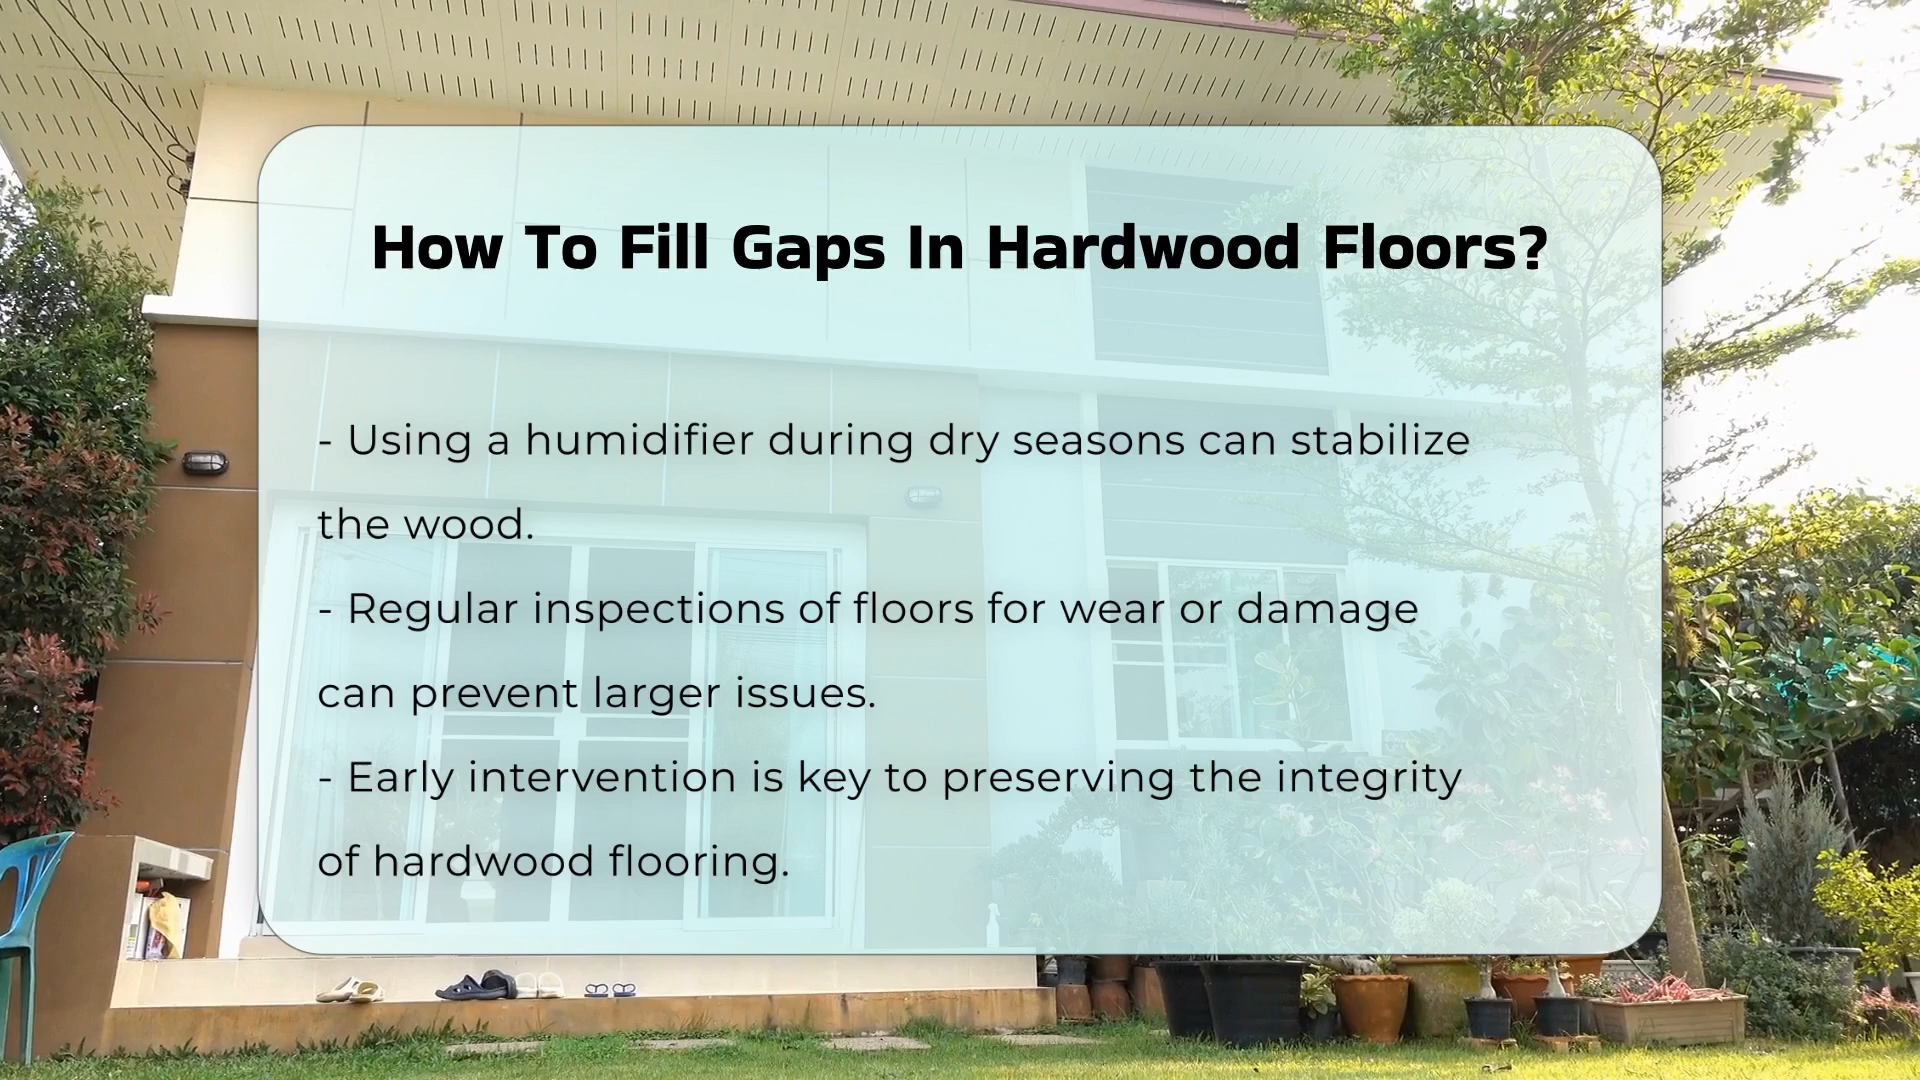 How To Fill Gaps In Hardwood Floors?
- Using a humidifier during dry seasons can stabilize
the wood.
- Regular inspections of floors for wear or damage
can prevent larger issues.
- Early intervention is key to preserving the integrity
of hardwood flooring.